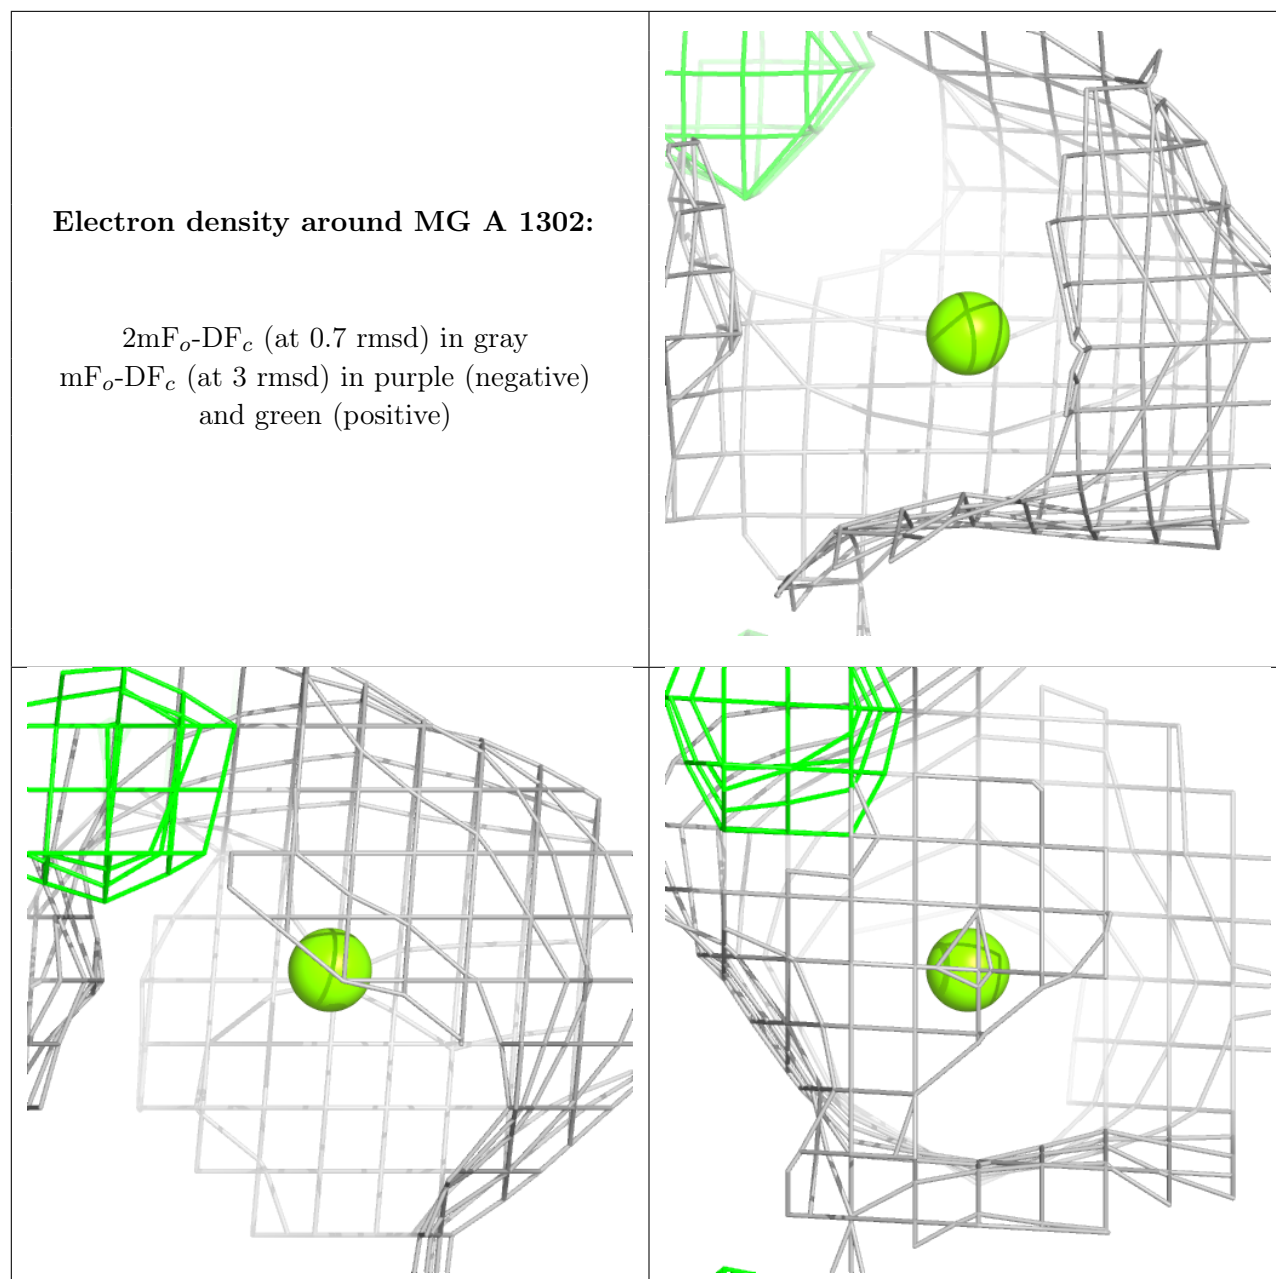 Electron density around MG A 1302:
2mFo-DFc (at 0.7 rmsd) in gray
mFo-DFc (at 3 rmsd) in purple (negative)
and green (positive)